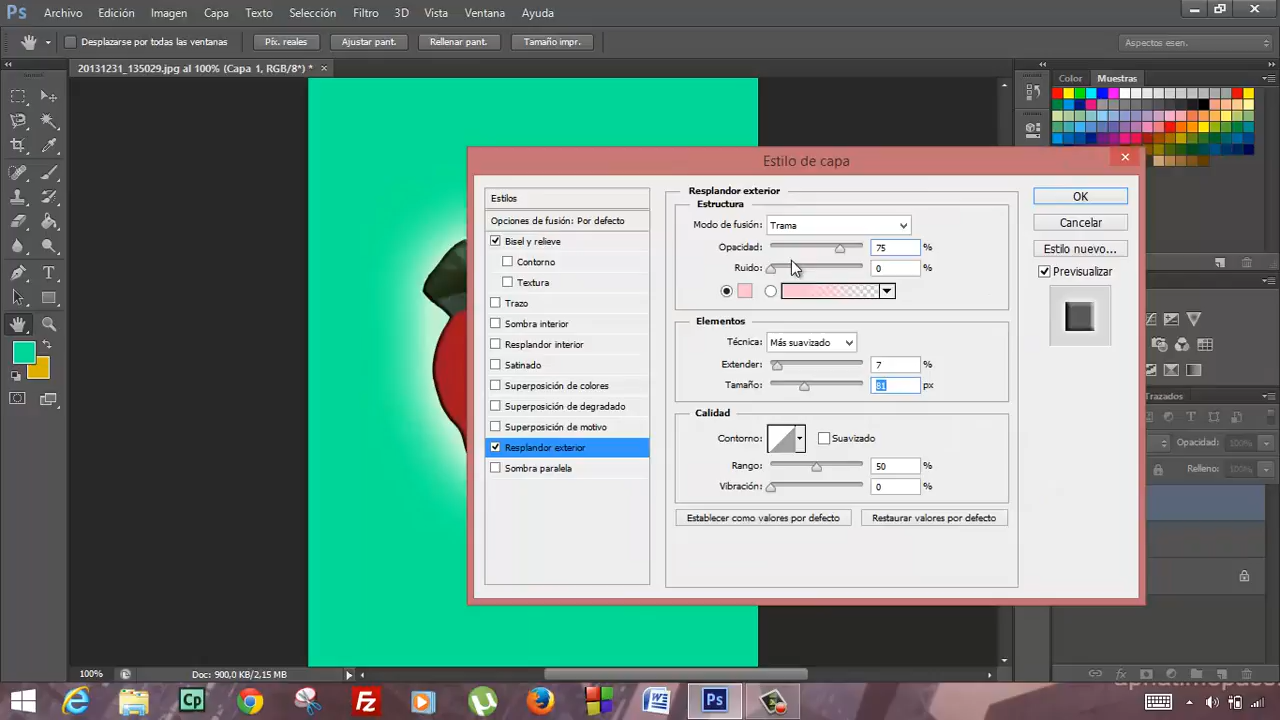 Ps Archivo Edición Imagen Capa Texto Selección Filtro 3D Vista Ventana Ayuda
Desplazarse por todas las ventanas Píx. reales Ajustar pant. Rellenar pant. Tamaño impr. Aspectos esen.
20131231_135029.jpg al 100% (Capa 1, RGB/8*) * ×
Color Muestras
Estilo de capa
Estilos
Opciones de fusión: Por defecto
Bisel y relieve
Contorno
Textura
Trazo
Sombra interior
Resplandor interior
Satinado
Superposición de colores
Superposición de degradado
Superposición de motivo
Resplandor exterior
Sombra paralela
Resplandor exterior
Estructura
Modo de fusión: Trama
Opacidad: 75 %
Ruido: 0 %
Elementos
Técnica: Más suavizado
Extender: 7 %
Tamaño: 81 px
Calidad
Contorno: Suavizado
Rango: 50 %
Vibración: 0 %
Establecer como valores por defecto Restaurar valores por defecto
OK
Cancelar
Estilo nuevo...
Previsualizar
Trazados
Opacidad:
Relleno:
100% Doc: 900,0 KB/2,15 MB
Cp Fz W Ps